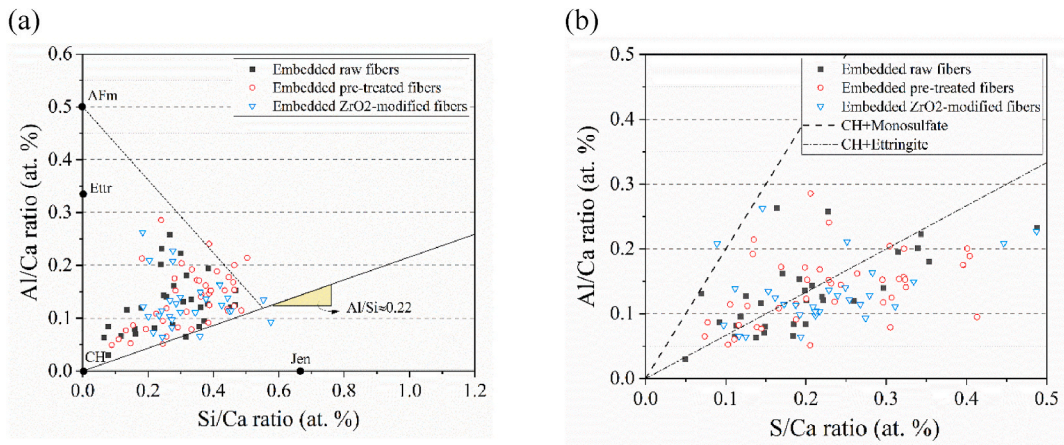 (a)
0.6
0.5
0.4
0.3
0.2
0.1
0.0
Al/Ca ratio (at. %)
Embedded raw fibers
Embedded pre-treated fibers
Embedded ZrO2-modified fibers
AFm
Ettr
CH
Jen
Al/Si≈0.22
0.0 0.2 0.4 0.6 0.8 1.0 1.2
Si/Ca ratio (at. %)
(b)
0.5
0.4
0.3
0.2
0.1
0.0
Al/Ca ratio (at. %)
Embedded raw fibers
Embedded pre-treated fibers
Embedded ZrO2-modified fibers
CH+Monosulfate
CH+Ettringite
0.0 0.1 0.2 0.3 0.4 0.5
S/Ca ratio (at. %)